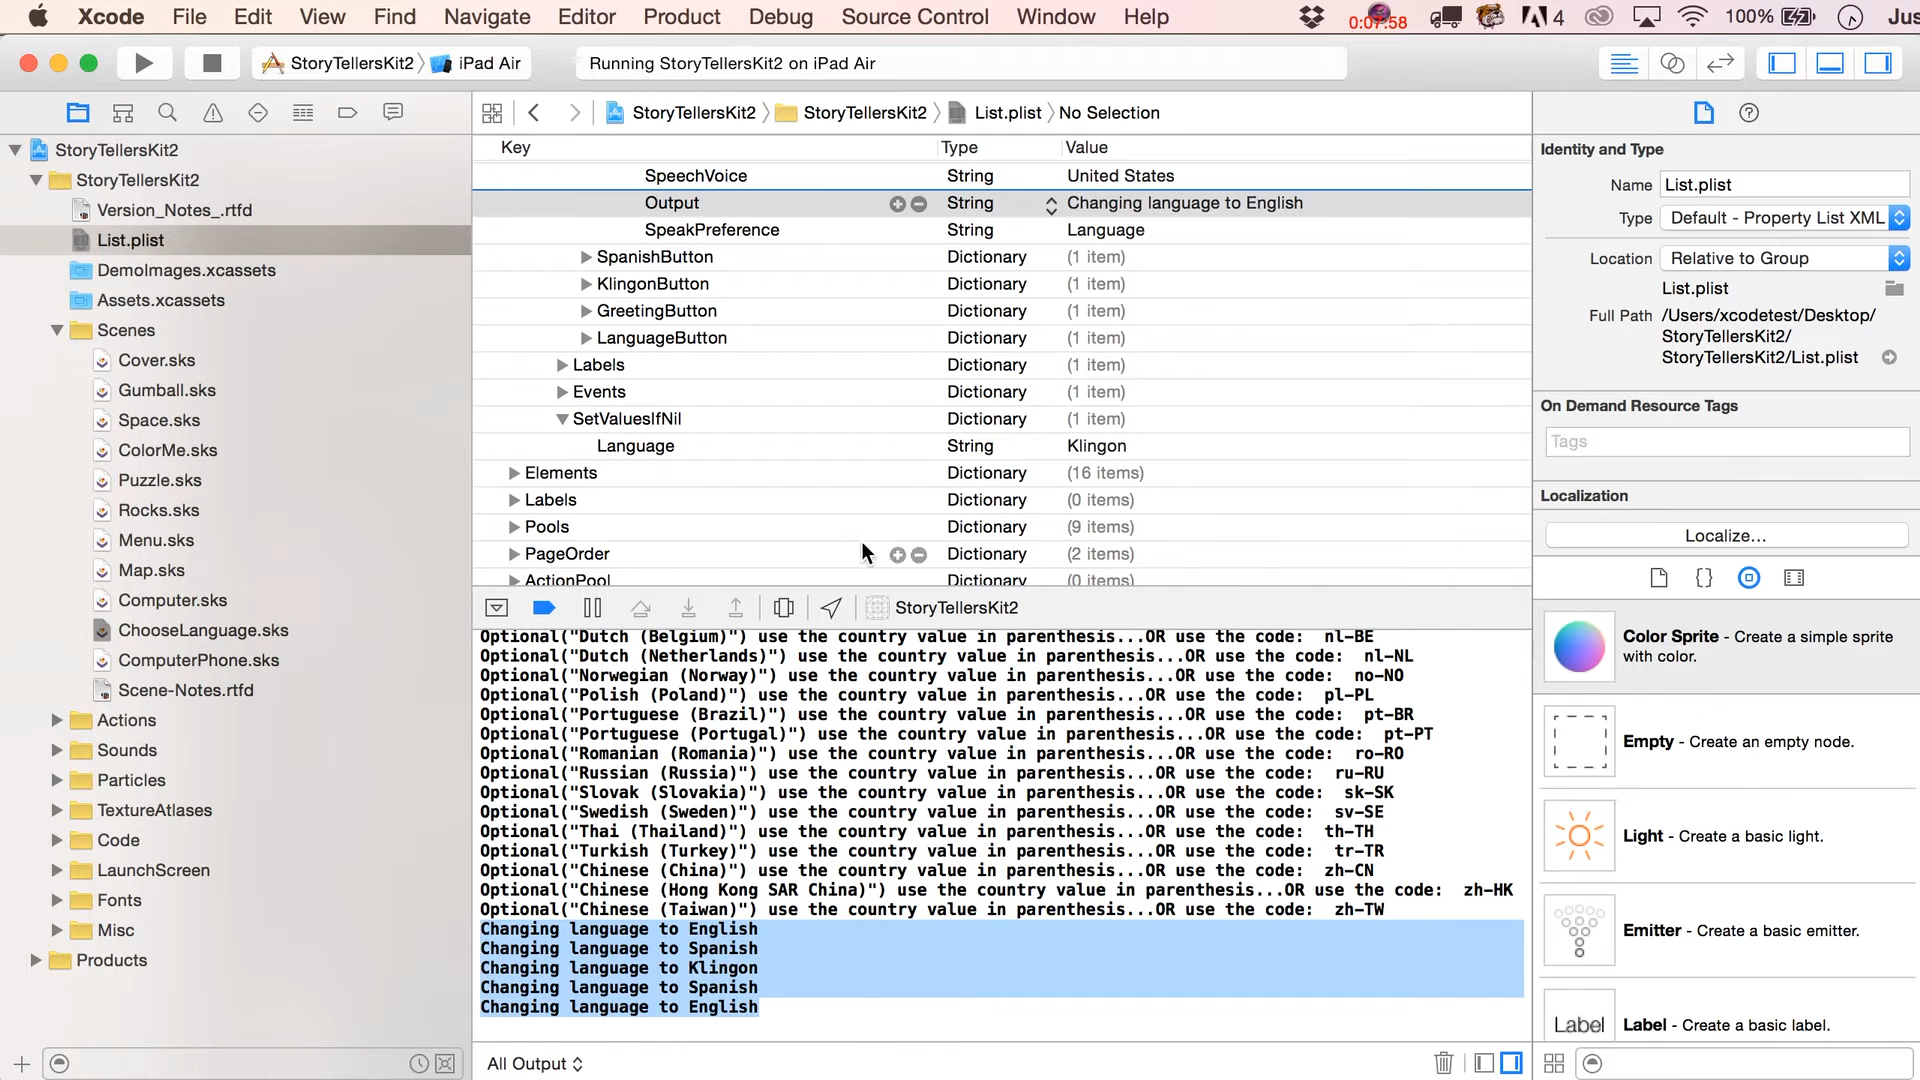 Xcode File Edit View Find Navigate Editor Product Debug Source Control Window Help 0:07:58 4 100% Jus
StoryTellersKit2 iPad Air Running StoryTellersKit2 on iPad Air
StoryTellersKit2 StoryTellersKit2 List.plist No Selection
StoryTellersKit2
StoryTellersKit2
Version_Notes_.rtfd
List.plist
DemoImages.xcassets
Assets.xcassets
Scenes
Cover.sks
Gumball.sks
Space.sks
ColorMe.sks
Puzzle.sks
Rocks.sks
Menu.sks
Map.sks
Computer.sks
ChooseLanguage.sks
ComputerPhone.sks
Scene-Notes.rtfd
Actions
Sounds
Particles
TextureAtlases
Code
LaunchScreen
Fonts
Misc
Products
Key Type Value
SpeechVoice String United States
Output String Changing language to English
SpeakPreference String Language
SpanishButton Dictionary (1 item)
KlingonButton Dictionary (1 item)
GreetingButton Dictionary (1 item)
LanguageButton Dictionary (1 item)
Labels Dictionary (1 item)
Events Dictionary (1 item)
SetValuesIfNil Dictionary (1 item)
Language String Klingon
Elements Dictionary (16 items)
Labels Dictionary (0 items)
Pools Dictionary (9 items)
PageOrder Dictionary (2 items)
ActionPool Dictionary (0 items)
StoryTellersKit2
Optional("Dutch (Belgium)") use the country value in parenthesis...OR use the code:  nl-BE
Optional("Dutch (Netherlands)") use the country value in parenthesis...OR use the code:  nl-NL
Optional("Norwegian (Norway)") use the country value in parenthesis...OR use the code:  no-NO
Optional("Polish (Poland)") use the country value in parenthesis...OR use the code:  pl-PL
Optional("Portuguese (Brazil)") use the country value in parenthesis...OR use the code:  pt-BR
Optional("Portuguese (Portugal)") use the country value in parenthesis...OR use the code:  pt-PT
Optional("Romanian (Romania)") use the country value in parenthesis...OR use the code:  ro-RO
Optional("Russian (Russia)") use the country value in parenthesis...OR use the code:  ru-RU
Optional("Slovak (Slovakia)") use the country value in parenthesis...OR use the code:  sk-SK
Optional("Swedish (Sweden)") use the country value in parenthesis...OR use the code:  sv-SE
Optional("Thai (Thailand)") use the country value in parenthesis...OR use the code:  th-TH
Optional("Turkish (Turkey)") use the country value in parenthesis...OR use the code:  tr-TR
Optional("Chinese (China)") use the country value in parenthesis...OR use the code:  zh-CN
Optional("Chinese (Hong Kong SAR China)") use the country value in parenthesis...OR use the code:  zh-HK
Optional("Chinese (Taiwan)") use the country value in parenthesis...OR use the code:  zh-TW
Changing language to English
Changing language to Spanish
Changing language to Klingon
Changing language to Spanish
Changing language to English
All Output
Identity and Type
Name List.plist
Type Default - Property List XML
Location Relative to Group
List.plist
Full Path /Users/xcodetest/Desktop/
StoryTellersKit2/
StoryTellersKit2/List.plist
On Demand Resource Tags
Tags
Localization
Localize...
Color Sprite - Create a simple sprite
with color.
Empty - Create an empty node.
Light - Create a basic light.
Emitter - Create a basic emitter.
Label Label - Create a basic label.